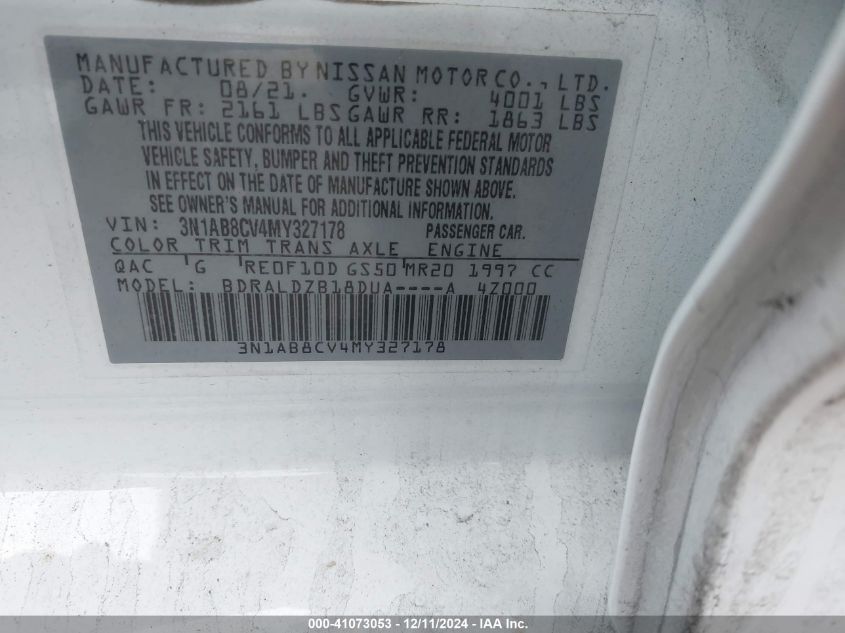 MANUFACTURED BY NISSAN MOTOR CO., LTD.
DATE: 08/21. GVWR: 4001 LBS
GAWR FR: 2161 LBS GAWR RR: 1863 LBS
THIS VEHICLE CONFORMS TO ALL APPLICABLE FEDERAL MOTOR
VEHICLE SAFETY, BUMPER AND THEFT PREVENTION STANDARDS
IN EFFECT ON THE DATE OF MANUFACTURE SHOWN ABOVE.
SEE OWNER'S MANUAL FOR ADDITIONAL INFORMATION.
VIN: 3N1AB8CV4MY327178 PASSENGER CAR.
COLOR TRIM TRANS AXLE ENGINE
QAC G RE0F10D GS50 MR20 1997 CC
MODEL: BDRALDZB18DUA----A 4Z000
3N1AB8CV4MY327178
000-41073053 - 12/11/2024 - IAA Inc.